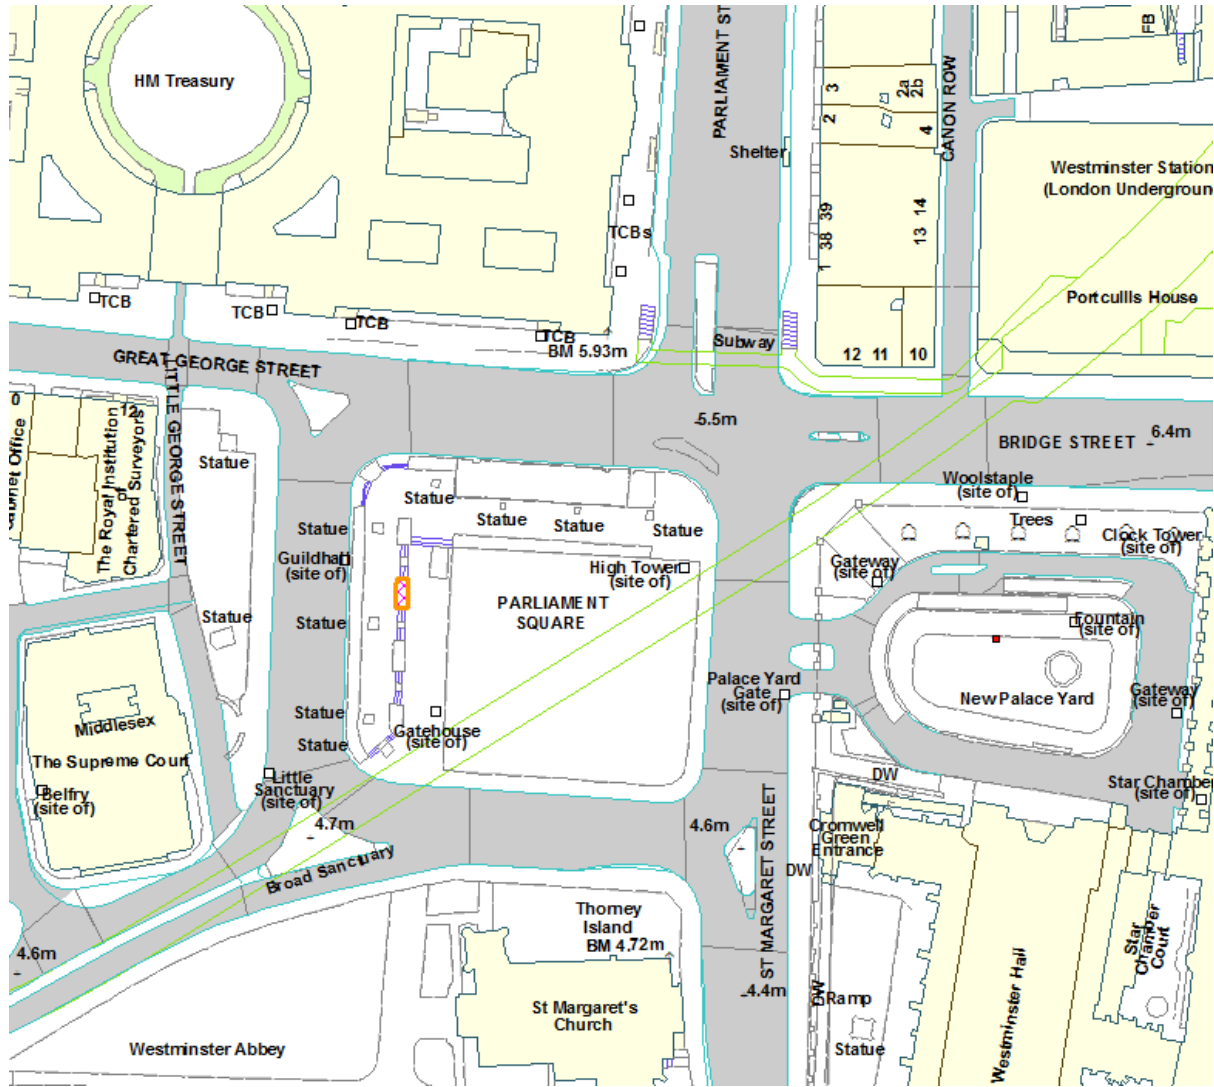 PARLIAMENT ST
FB
HM Treasury
3
2a
2b
2
4
CANON ROW
Shelter
Westminster Station
(London Undergroun
39
14
38
13
1
TCBs
TCB
TCB
TCB
TCB
BM 5.93m
Subway
Portcullls House
12
11
10
GREAT GEORGE STREET
LITTLE GEORGE STREET
0
12
Cabinet Office
The Royal Institution
of
Chartered Surveyors
5.5m
6.4m
BRIDGE STREET
Statue
Statue
Statue
Statue
Statue
Statue
Woolstaple
(site of)
Trees
Clock Tower
(site of)
Guildhall
(site of)
High Tower
(site of)
Gateway
(site of)
PARLIAMENT
SQUARE
Statue
Statue
Fountain
(site of)
Palace Yard
Gate
(site of)
New Palace Yard
Gateway
(site of)
Statue
Statue
Gatehouse
(site of)
Middlesex
The Supreme Court
Belfry
(site of)
Little
Sanctuary
(site of)
4.7m
Broad Sanctuary
4.6m
ST MARGARET STREET
DW
Star Chamber
(site of)
Cromwell
Green
Entrance
DW
Thorney
Island
BM 4.72m
4.6m
Star
Chamber
Court
4.4m
DW
Ramp
St Margaret's
Church
Westminster Hall
Westminster Abbey
Statue